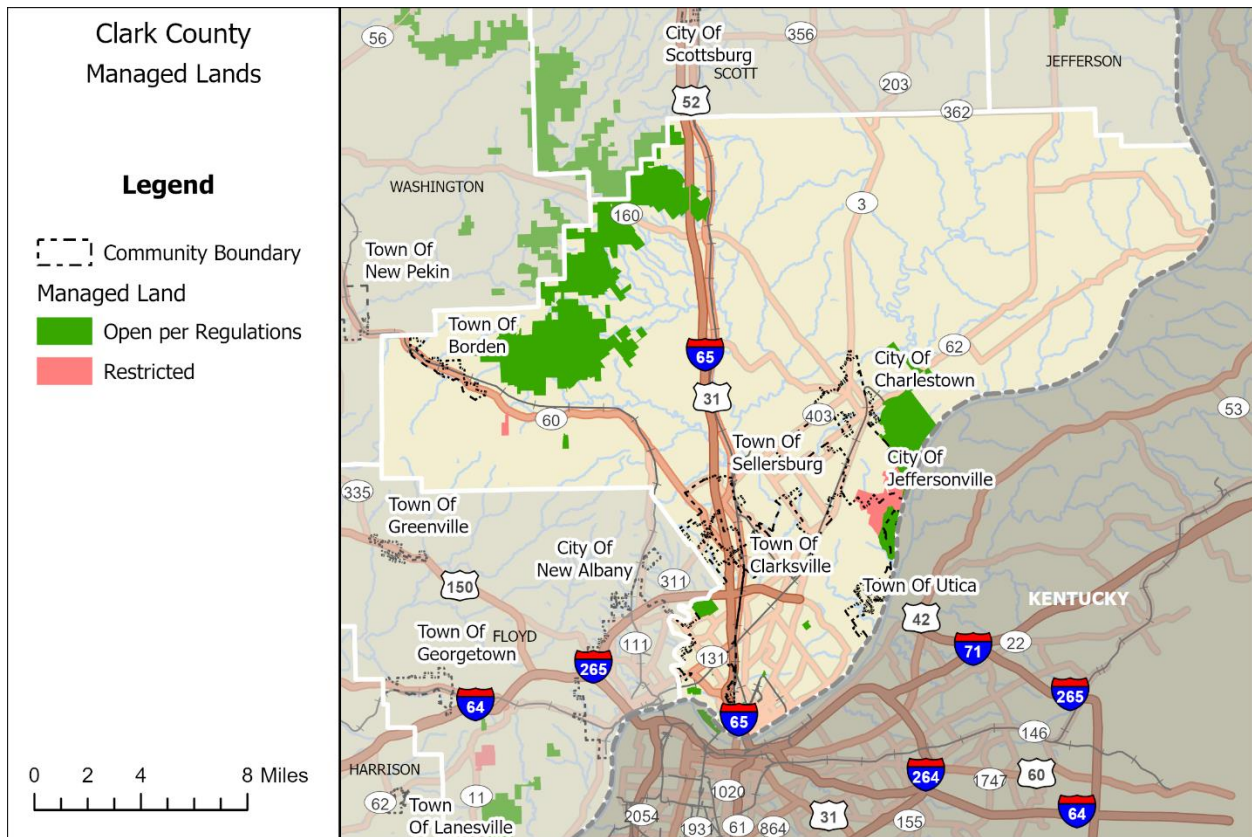 Clark County
Managed Lands
Legend
Community Boundary
Managed Land
Open per Regulations
Restricted
0 2 4 8 Miles
56
City Of
Scottsburg
356
SCOTT
JEFFERSON
203
52
362
WASHINGTON
160
3
Town Of
New Pekin
Town Of
Borden
65
62
City Of
Charlestown
31
403
53
60
Town Of
Sellersburg
City Of
Jeffersonville
335
Town Of
Greenville
City Of
New Albany
Town Of
Clarksville
311
150
Town Of Utica
KENTUCKY
42
Town Of
Georgetown
FLOYD
111
22
71
131
265
265
64
65
146
HARRISON
264
1747
60
62
11
1020
64
Town
Of Lanesville
2054
1931
61
864
31
155